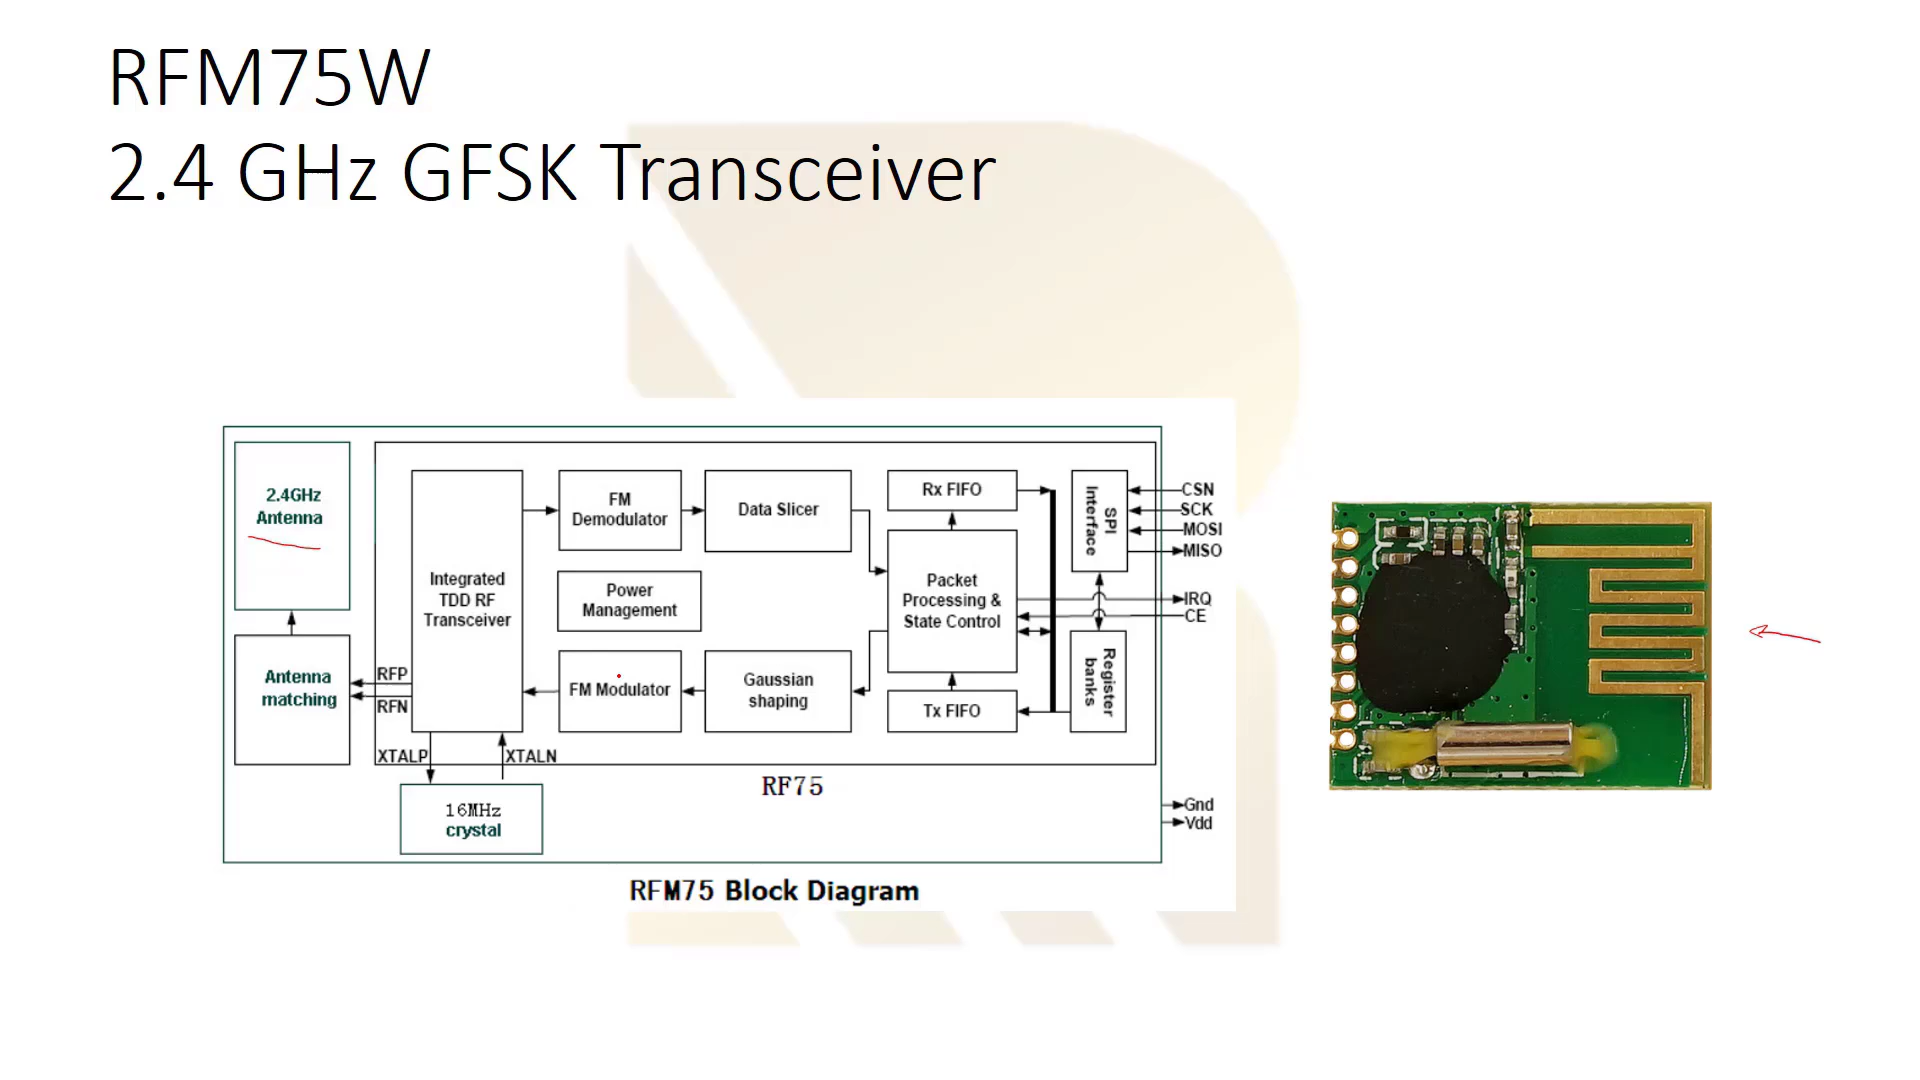 RFM75W
2.4 GHz GFSK Transceiver
2.4GHz
Antenna
Antenna
matching
RFP
RFN
XTALP
XTALN
16MHz
crystal
Integrated
TDD RF
Transceiver
FM
Demodulator
Data Slicer
Power
Management
FM Modulator
Gaussian
shaping
Rx FIFO
Packet
Processing &
State Control
Tx FIFO
SPI
Interface
Register
banks
CSN
SCK
MOSI
MISO
IRQ
CE
Gnd
Vdd
RF75
RFM75 Block Diagram